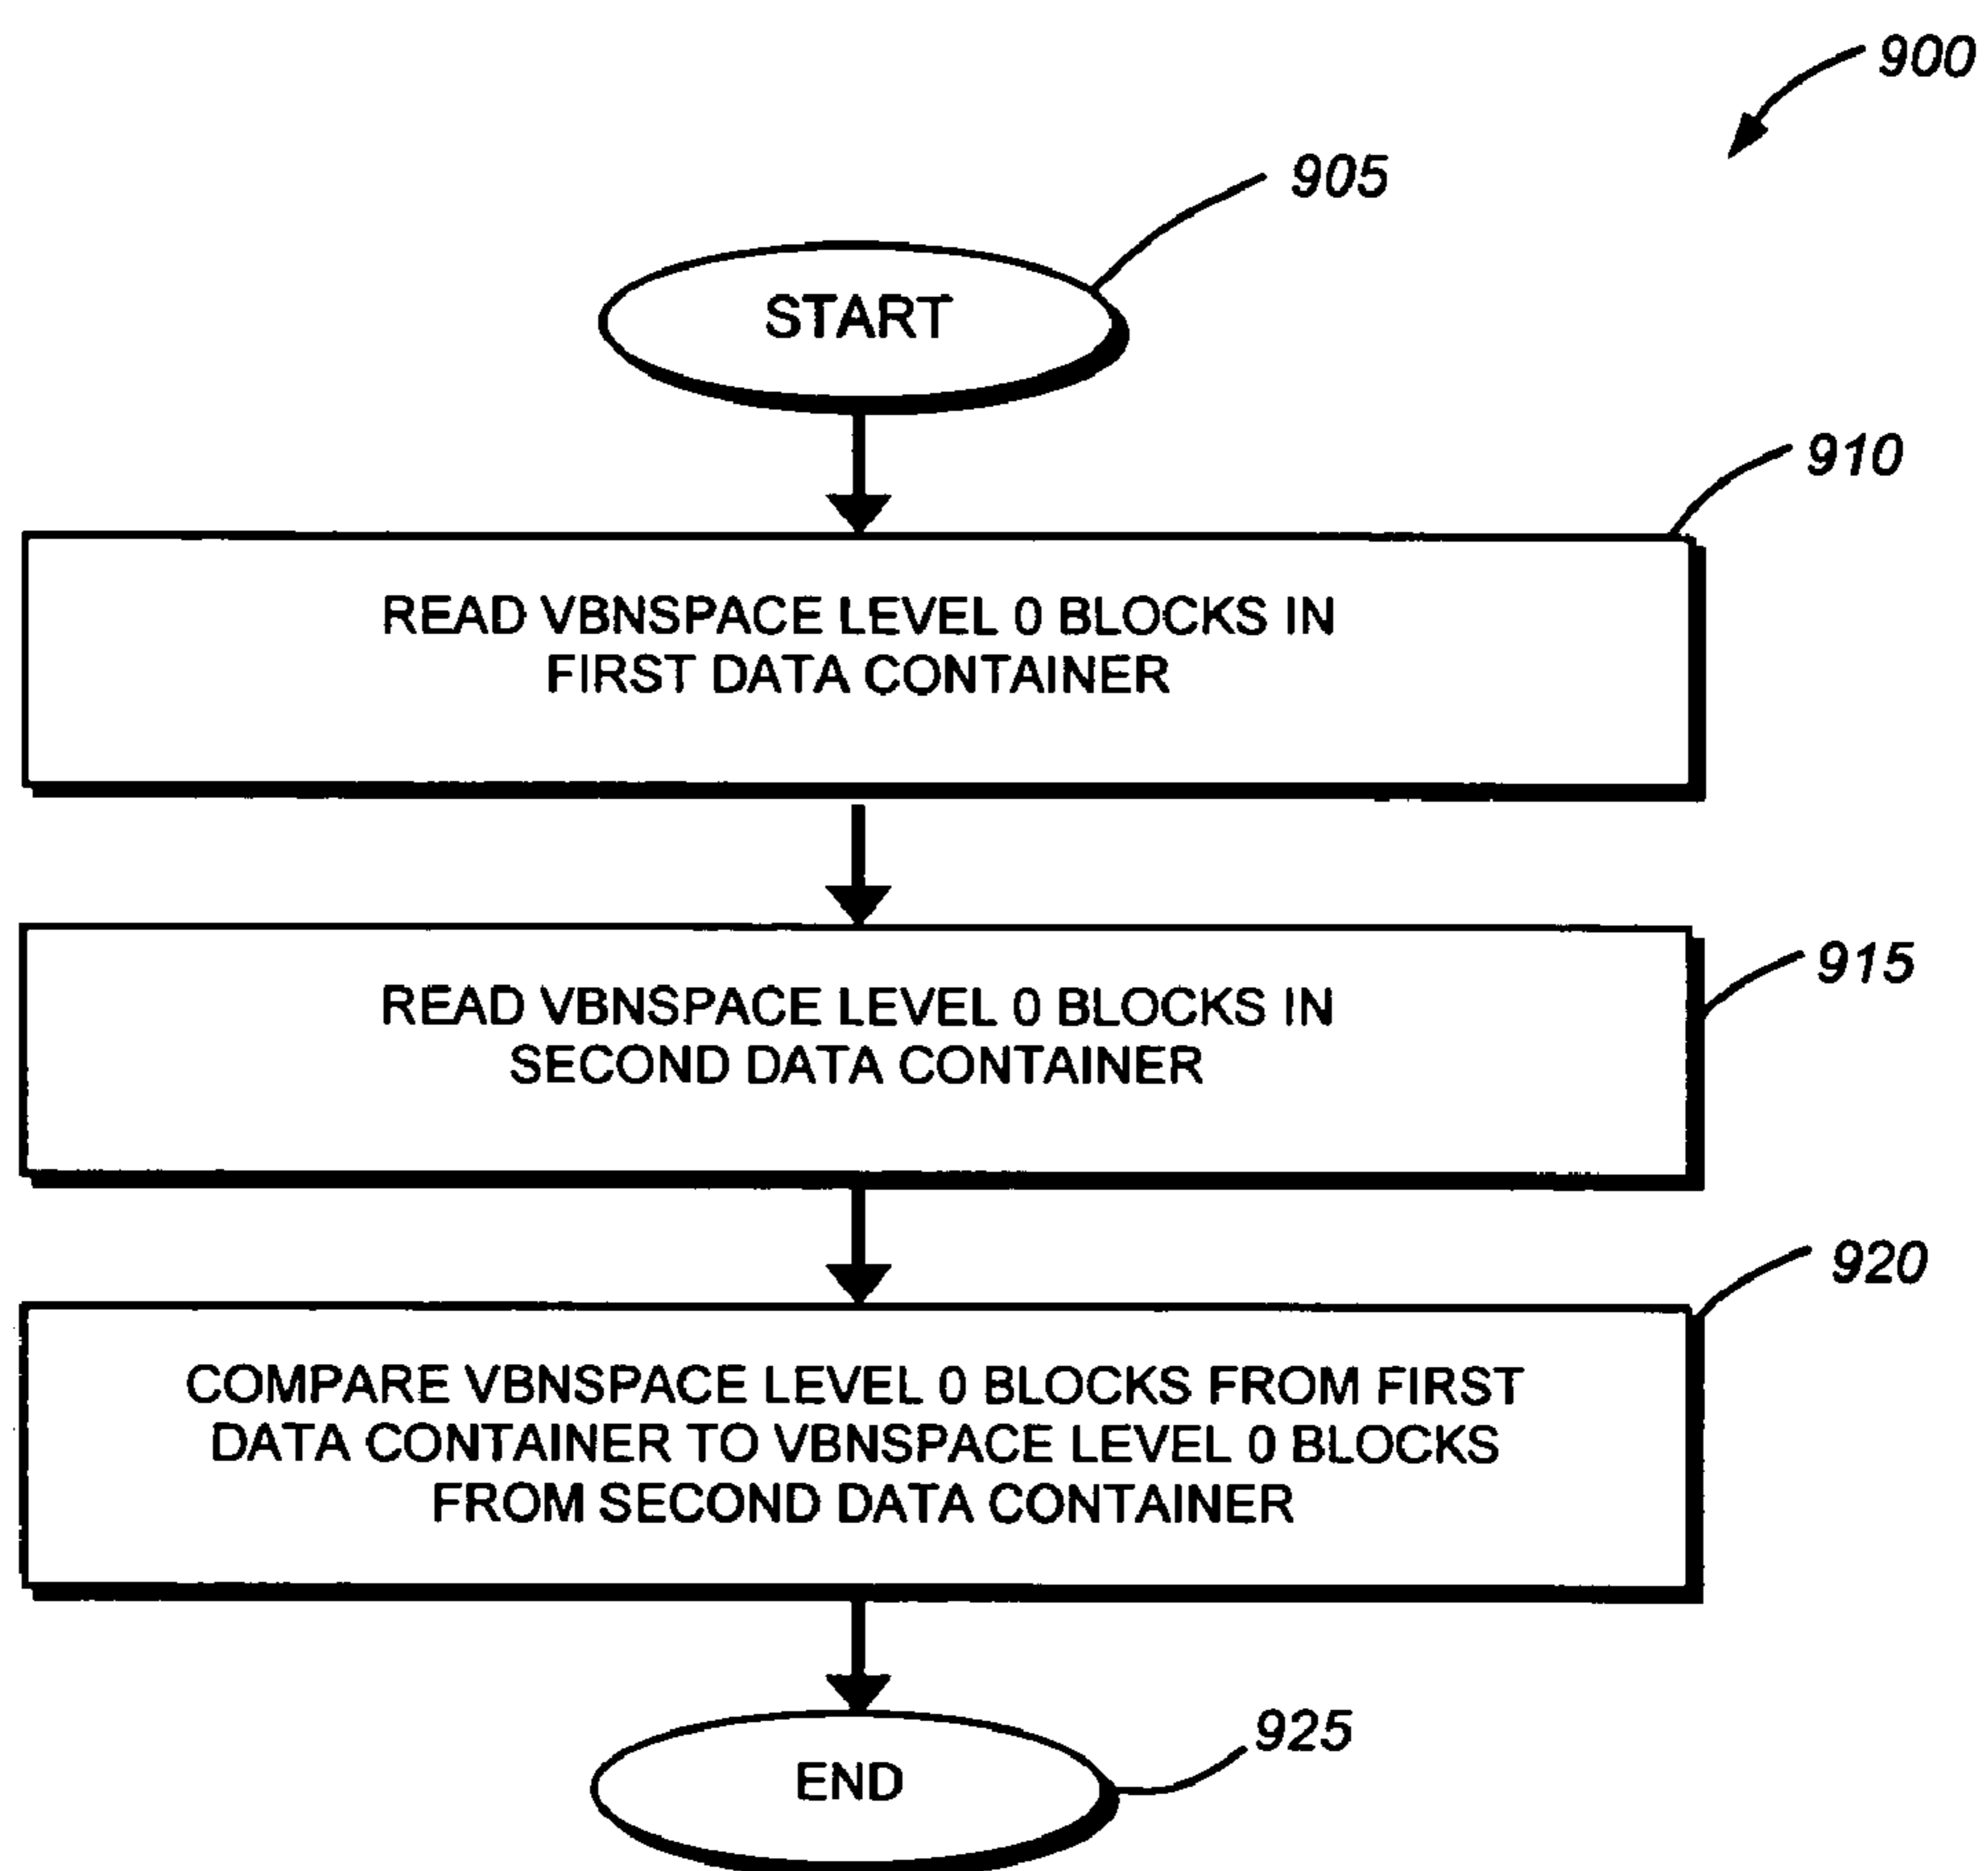 900
905
START
910
READ VBNSPACE LEVEL 0 BLOCKS IN
FIRST DATA CONTAINER
915
READ VBNSPACE LEVEL 0 BLOCKS IN
SECOND DATA CONTAINER
920
COMPARE VBNSPACE LEVEL 0 BLOCKS FROM FIRST
DATA CONTAINER TO VBNSPACE LEVEL 0 BLOCKS
FROM SECOND DATA CONTAINER
925
END